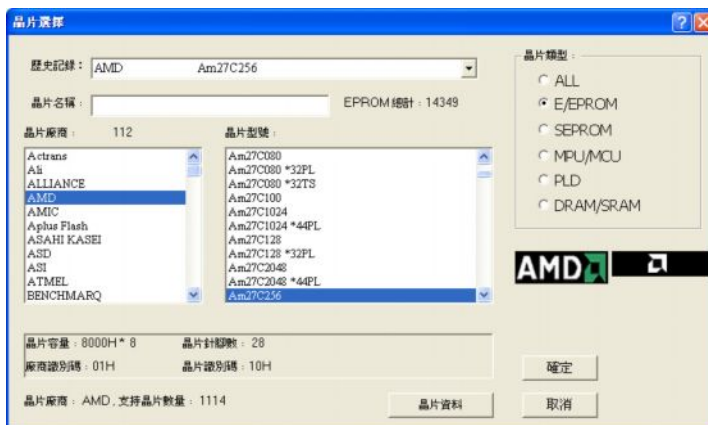 晶片選擇
歷史記錄： AMD Am27C256
晶片名稱： EPROM 總計：14349
晶片廠商： 112 晶片型號：
Actrans
Ali
ALLIANCE
AMD
AMIC
Aplus Flash
ASAHI KASEI
ASD
ASI
ATMEL
BENCHMARQ
Am27C080
Am27C080 *32PL
Am27C080 *32TS
Am27C100
Am27C1024
Am27C1024 *44PL
Am27C128
Am27C128 *32PL
Am27C2048
Am27C2048 *44PL
Am27C256
晶片類型：
ALL
E/EPROM
SEPROM
MPU/MCU
PLD
DRAM/SRAM
AMD
晶片容量：8000H * 8 晶片針腳數：28
廠商識別碼：01H 晶片識別碼：10H
晶片廠商：AMD , 支持晶片數量：1114
晶片資料
確定
取消